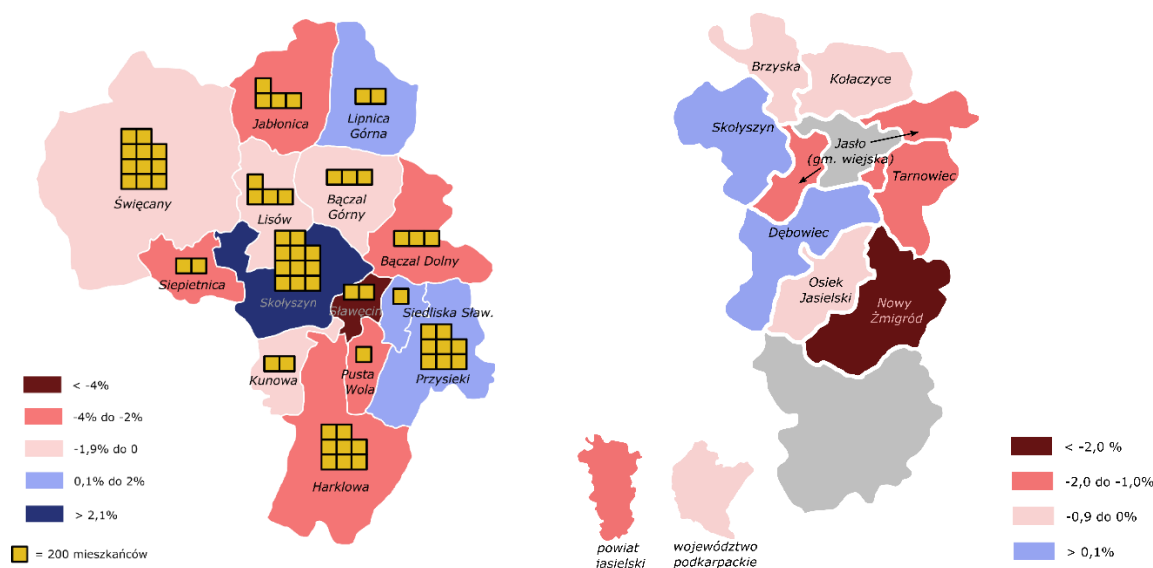 Jabłonica
Lipnica
Górna
Święcany
Lisów
Bączal
Górny
Bączal Dolny
Siepietnica
Skołyszyn
Sławęcin
Siedliska Sław.
Kunowa
Pusta
Wola
Przysieki
Harklowa
< -4%
-4% do -2%
-1,9% do 0
0,1% do 2%
> 2,1%
= 200 mieszkańców
Brzyska
Kołaczyce
Skołyszyn
Jasło
(gm. wiejska)
Tarnowiec
Dębowiec
Osiek
Jasielski
Nowy
Żmigród
powiat
jasielski
województwo
podkarpackie
< -2,0 %
-2,0 do -1,0%
-0,9 do 0%
> 0,1%